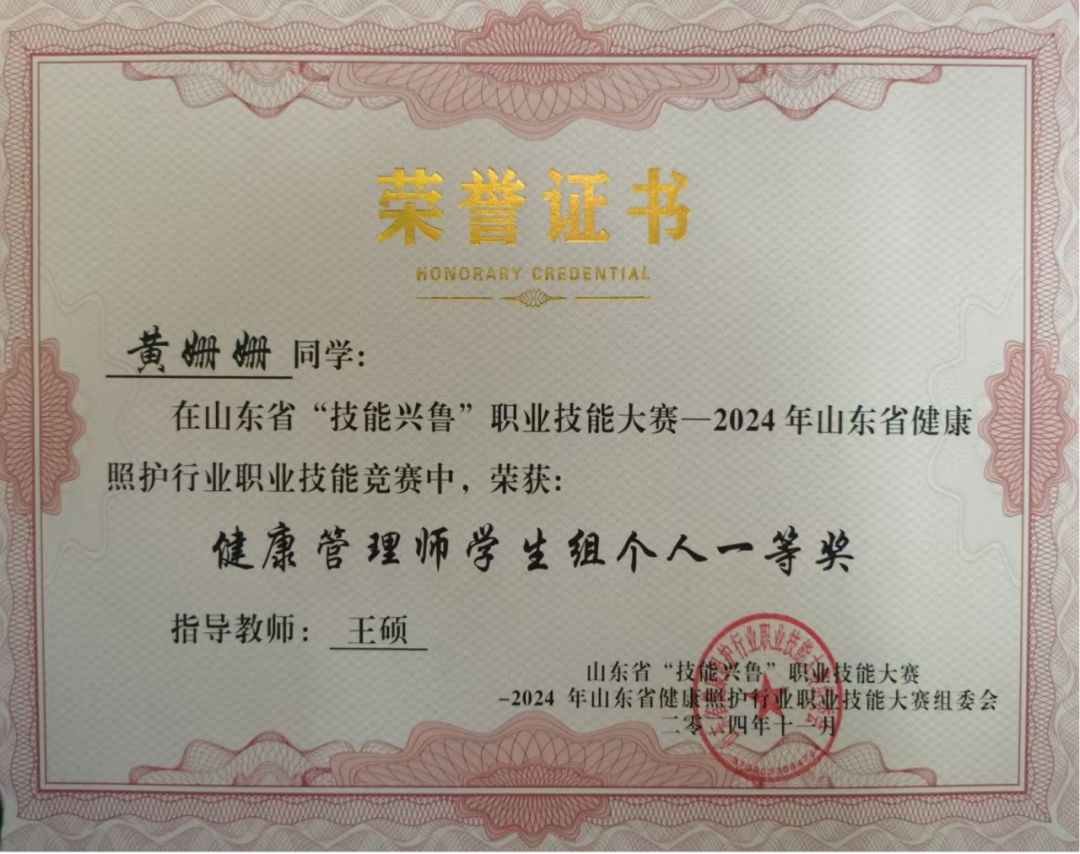 荣誉证书
HONORARY CREDENTIAL
黄姗姗 同学：
在山东省“技能兴鲁”职业技能大赛—2024年山东省健康
照护行业职业技能竞赛中，荣获：
健康管理师学生组个人一等奖
指导教师： 王硕
山东省“技能兴鲁”职业技能大赛
-2024 年山东省健康照护行业职业技能大赛组委会
二零二四年十一月